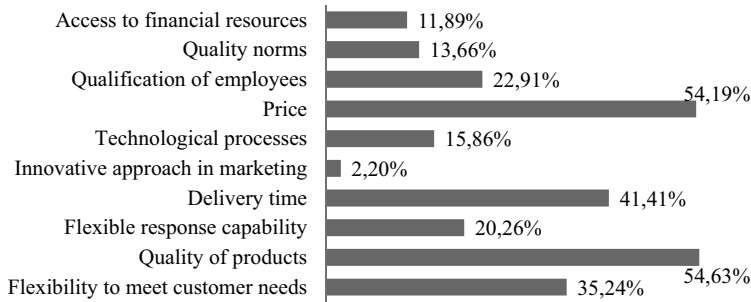 Access to financial resources 11,89%
Quality norms 13,66%
Qualification of employees 22,91%
Price 54,19%
Technological processes 15,86%
Innovative approach in marketing 2,20%
Delivery time 41,41%
Flexible response capability 20,26%
Quality of products 54,63%
Flexibility to meet customer needs 35,24%